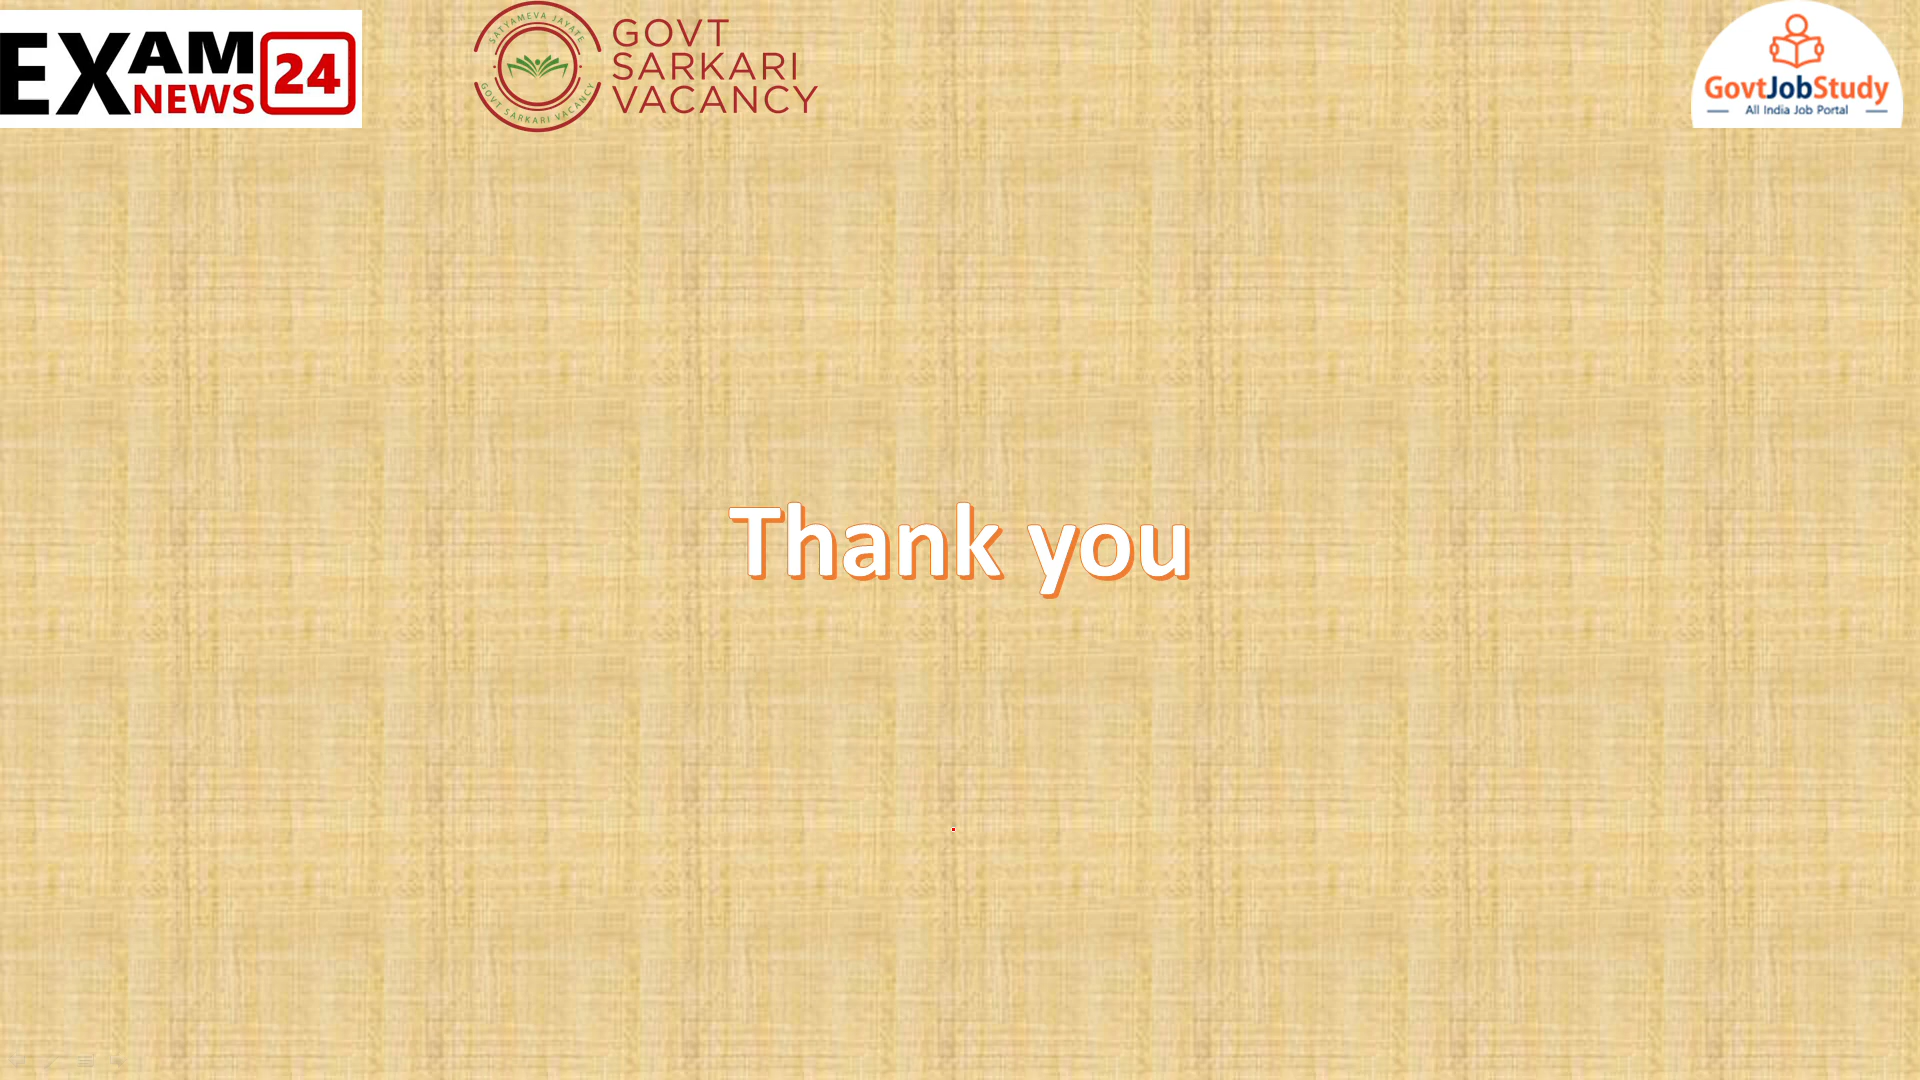 EXAM
NEWS 24
SATYAMEVA JAYATE
GOVT SARKARI VACANCY
GOVT
SARKARI
VACANCY
GovtJobStudy
All India Job Portal
Thank you